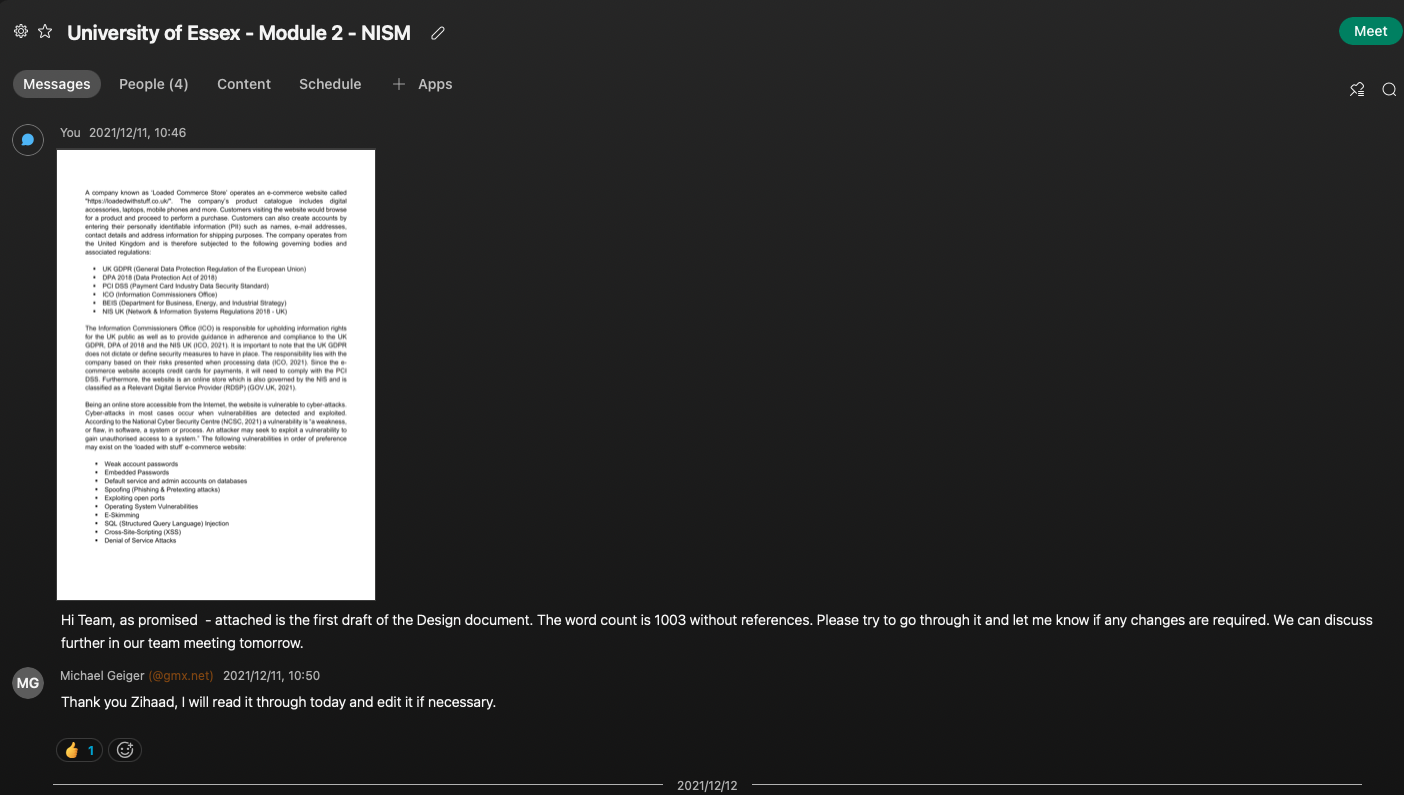 University of Essex - Module 2 - NISM
Meet
Messages People (4) Content Schedule + Apps
You 2021/12/11, 10:46
A company known as 'Loaded Commerce Store' operates an e-commerce website called
"https://loadedwithstuff.co.uk/". The company's product catalogue includes digital
accessories, laptops, mobile phones and more. Customers visiting the website would browse
for a product and proceed to perform a purchase. Customers can also create accounts by
entering their personally identifiable information (PII) such as names, e-mail addresses,
contact details and address information for shipping purposes. The company operates from
the United Kingdom and is therefore subjected to the following governing bodies and
associated regulations:
• UK GDPR (General Data Protection Regulation of the European Union)
• DPA 2018 (Data Protection Act of 2018)
• PCI DSS (Payment Card Industry Data Security Standard)
• ICO (Information Commissioners Office)
• BEIS (Department for Business, Energy, and Industrial Strategy)
• NIS UK (Network & Information Systems Regulations 2018 - UK)
The Information Commissioners Office (ICO) is responsible for upholding information rights
for the UK public as well as to provide guidance in adherence and compliance to the UK
GDPR, DPA of 2018 and the NIS UK (ICO, 2021). It is important to note that the UK GDPR
does not dictate or define security measures to have in place. The responsibility lies with the
company based on their risks presented when processing data (ICO, 2021). Since the e-
commerce website accepts credit cards for payments, it will need to comply with the PCI
DSS. Furthermore, the website is an online store which is also governed by the NIS and is
classified as a Relevant Digital Service Provider (RDSP) (GOV.UK, 2021).
Being an online store accessible from the Internet, the website is vulnerable to cyber-attacks.
Cyber-attacks in most cases occur when vulnerabilities are detected and exploited.
According to the National Cyber Security Centre (NCSC, 2021) a vulnerability is "a weakness,
or flaw, in software, a system or process. An attacker may seek to exploit a vulnerability to
gain unauthorised access to a system." The following vulnerabilities in order of preference
may exist on the 'loaded with stuff' e-commerce website:
• Weak account passwords
• Embedded Passwords
• Default service and admin accounts on databases
• Spoofing (Phishing & Pretexting attacks)
• Exploiting open ports
• Operating System Vulnerabilities
• E-Skimming
• SQL (Structured Query Language) Injection
• Cross-Site-Scripting (XSS)
• Denial of Service Attacks
Hi Team, as promised - attached is the first draft of the Design document. The word count is 1003 without references. Please try to go through it and let me know if any changes are required. We can discuss
further in our team meeting tomorrow.
MG
Michael Geiger (@gmx.net) 2021/12/11, 10:50
Thank you Zihaad, I will read it through today and edit it if necessary.
👍 1
2021/12/12